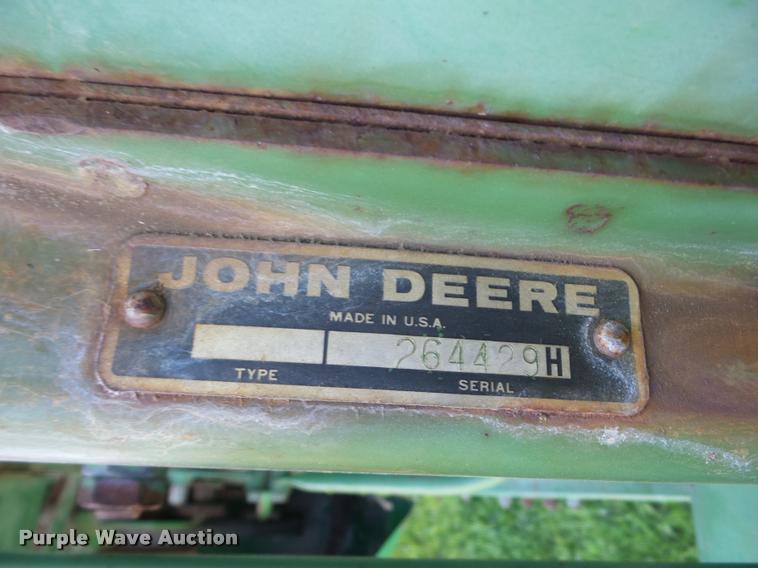 JOHN DEERE
MADE IN U.S.A.
264429H
TYPE SERIAL
Purple Wave Auction